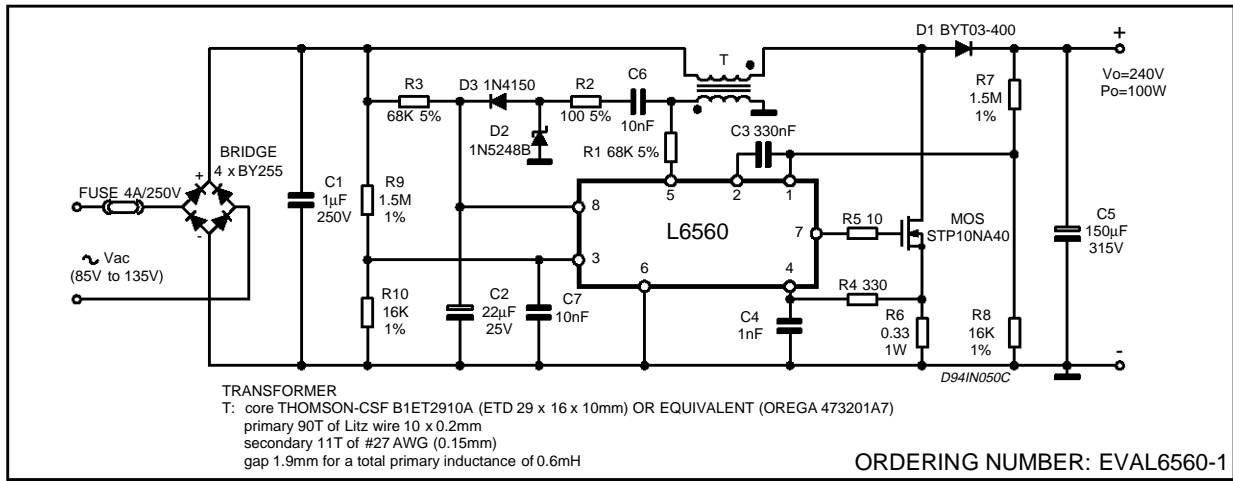 D1 BYT03-400
+
T
Vo=240V
Po=100W
R3
68K 5%
D3 1N4150
R2
100 5%
C6
10nF
R7
1.5M
1%
D2
1N5248B
C3 330nF
R1 68K 5%
BRIDGE
4 x BY255
+
-
FUSE 4A/250V
C1
1µF
250V
R9
1.5M
1%
5
2
1
8
3
6
4
7
L6560
R5 10
MOS
STP10NA40
C5
150µF
315V
Vac
(85V to 135V)
R10
16K
1%
C2
22µF
25V
C7
10nF
C4
1nF
R4 330
R6
0.33
1W
R8
16K
1%
-
D94IN050C
TRANSFORMER
T: core THOMSON-CSF B1ET2910A (ETD 29 x 16 x 10mm) OR EQUIVALENT (OREGA 473201A7)
primary 90T of Litz wire 10 x 0.2mm
secondary 11T of #27 AWG (0.15mm)
gap 1.9mm for a total primary inductance of 0.6mH
ORDERING NUMBER: EVAL6560-1